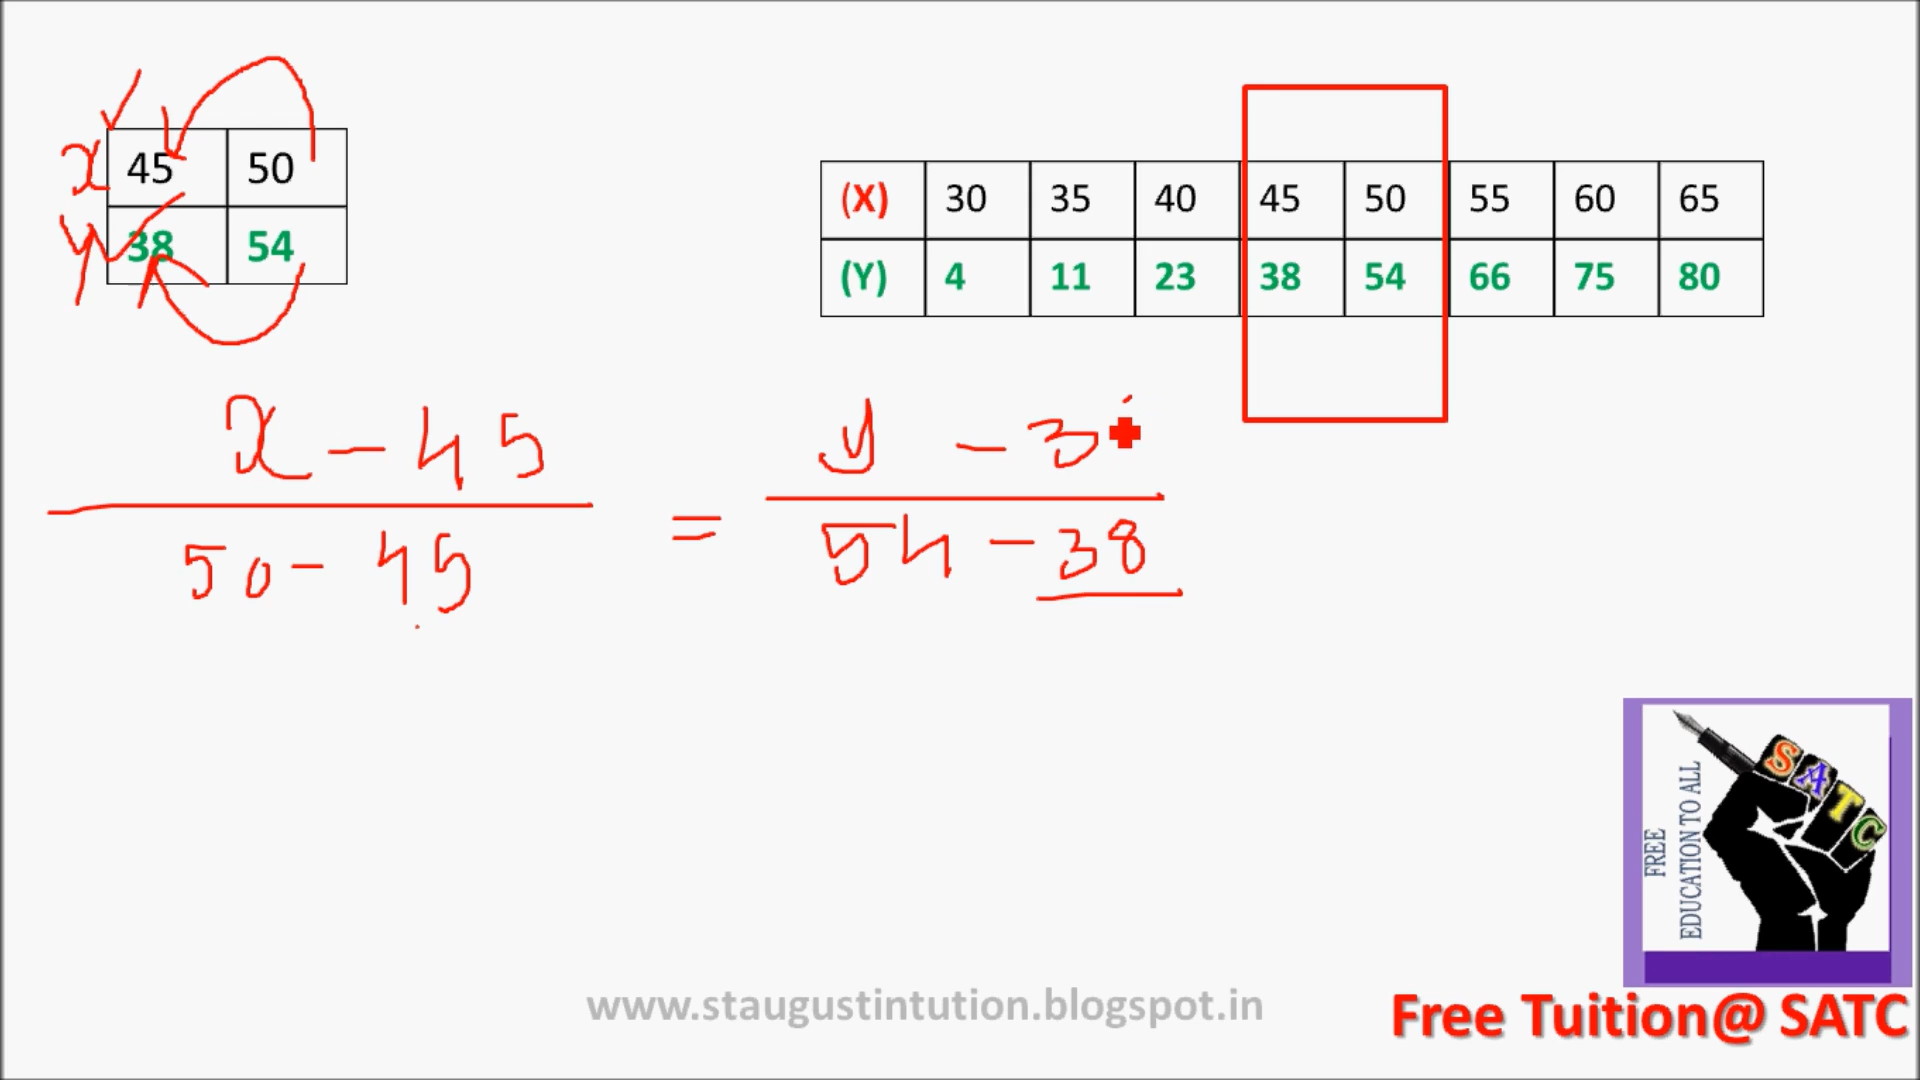 x 45 50
y 38 54
(X) 30 35 40 45 50 55 60 65
(Y) 4 11 23 38 54 66 75 80
x - 45
50 - 45
=
y - 3
54 - 38
SATC
FREE
EDUCATION TO ALL
www.staugustintution.blogspot.in
Free Tuition@ SATC